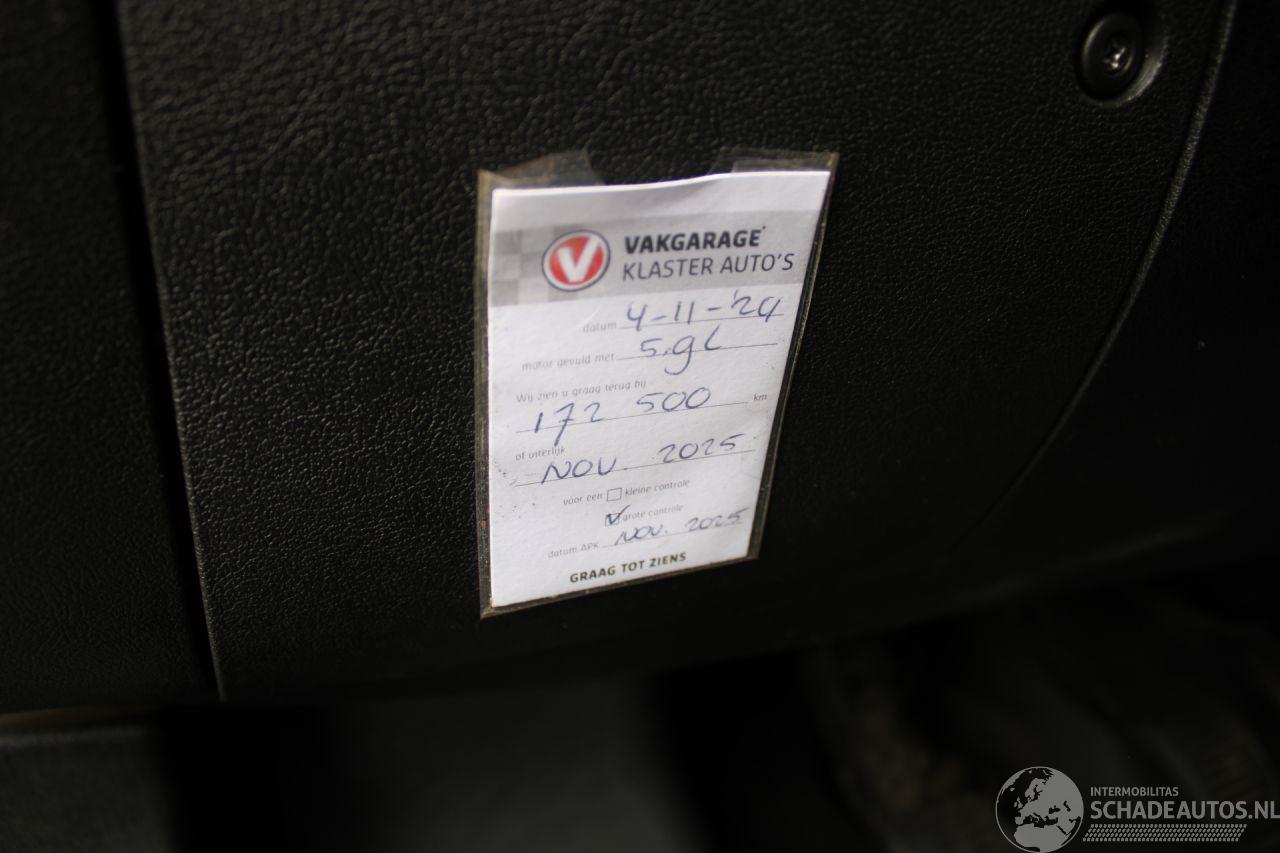 VAKGARAGE
KLASTER AUTO'S
datum 4-11-'24
motor gevuld met 5.9L
Wij zien u graag terug bij
172 500 km
of uiterlijk
NOV. 2025
voor een kleine controle
grote controle
datum APK NOV. 2025
GRAAG TOT ZIENS
INTERMOBILITAS
SCHADEAUTOS.NL